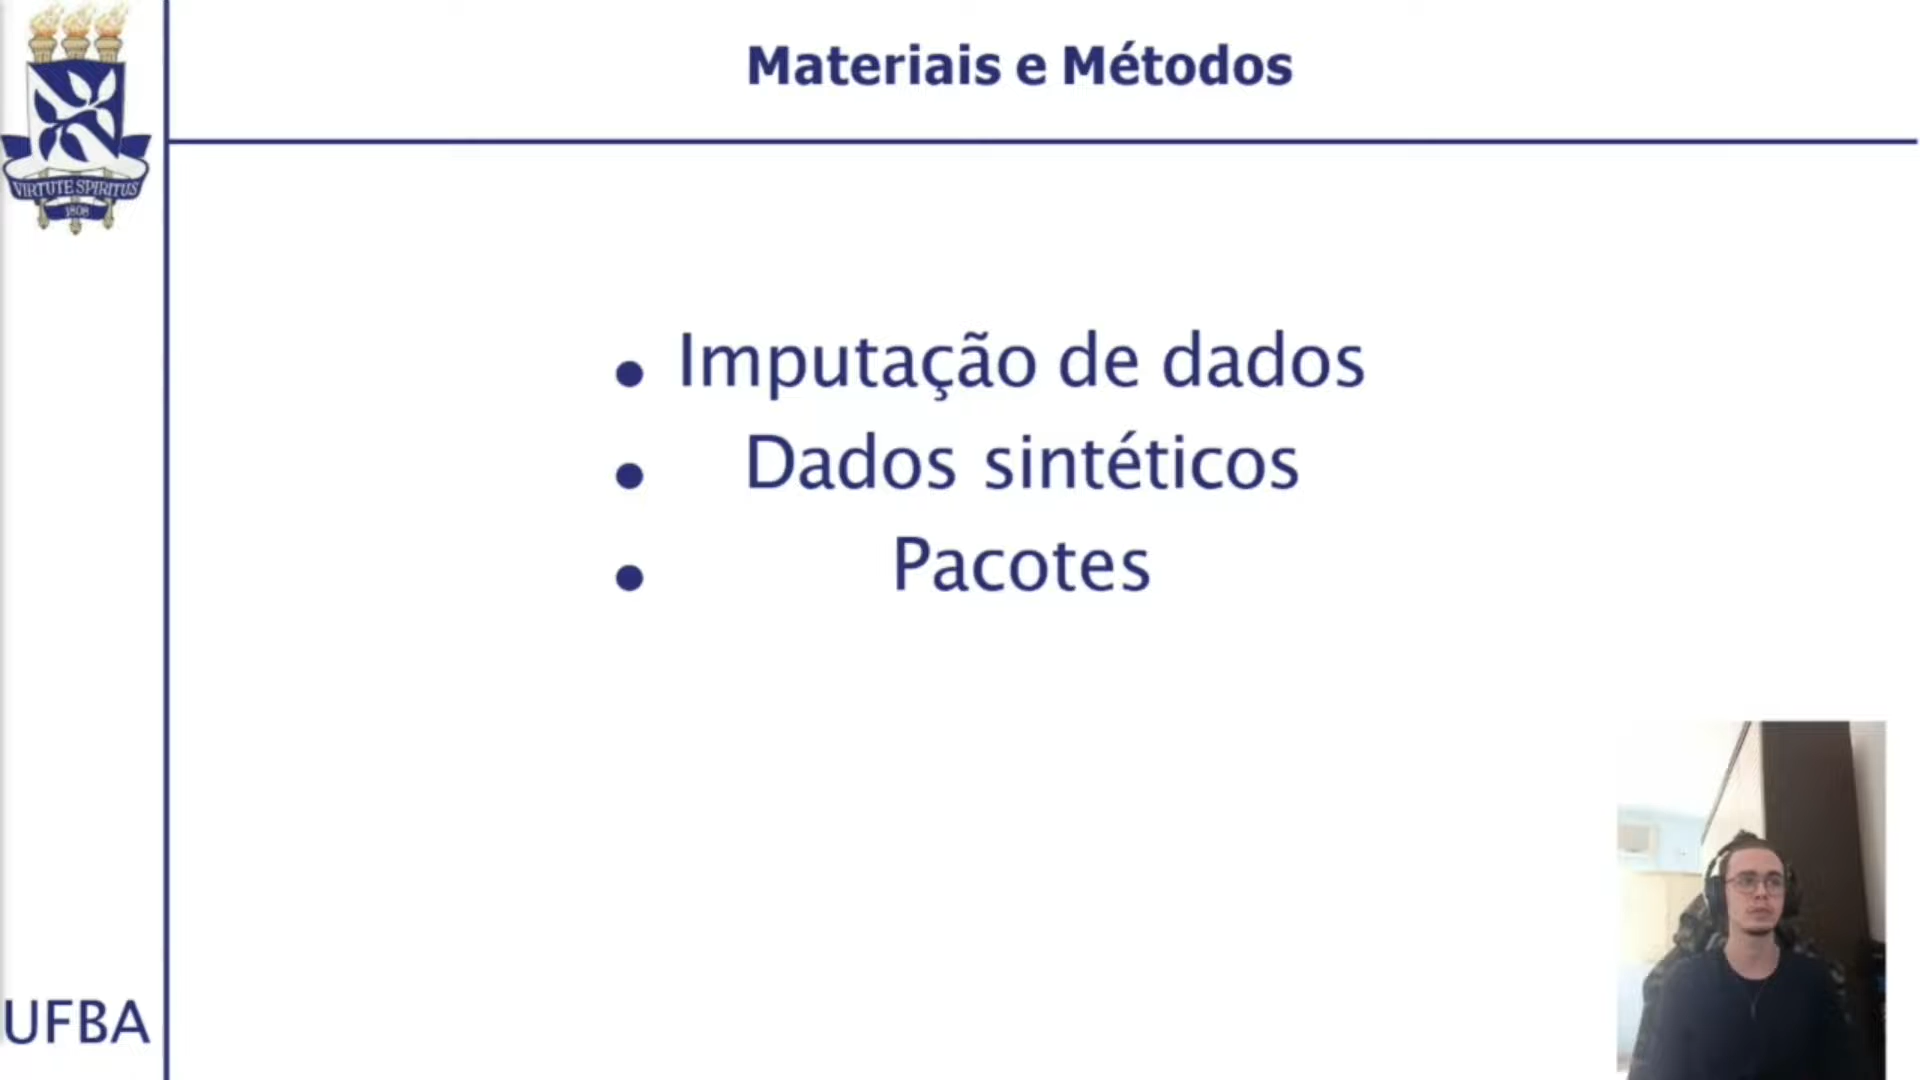 Materiais e Métodos
VIRTUTE SPIRITUS
1808
• Imputação de dados
• Dados sintéticos
• Pacotes
UFBA